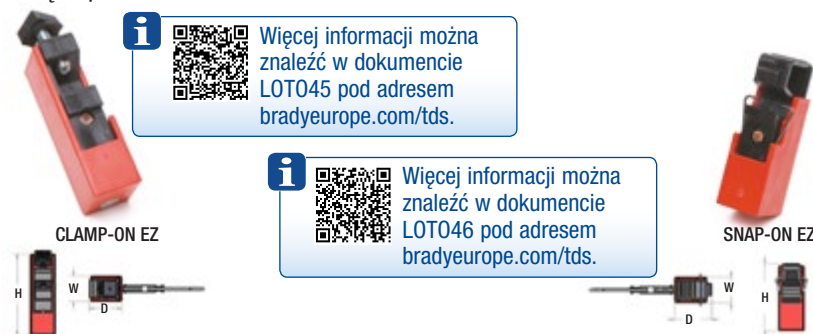 Więcej informacji można
znaleźć w dokumencie
LOTO45 pod adresem
bradyeurope.com/tds.
Więcej informacji można
znaleźć w dokumencie
LOTO46 pod adresem
bradyeurope.com/tds.
CLAMP-ON EZ
SNAP-ON EZ
H
W
D
W
H
D